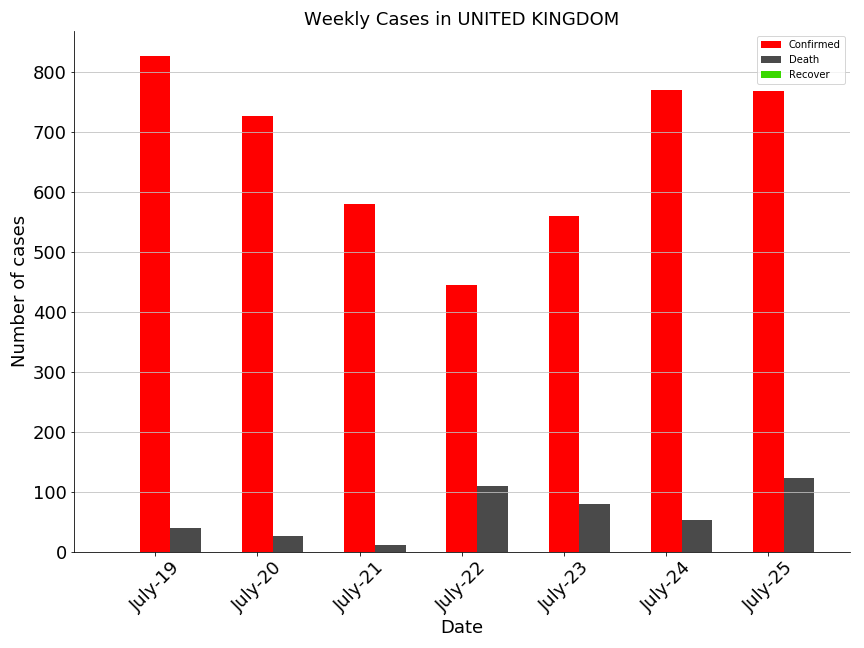 Weekly Cases in UNITED KINGDOM
Confirmed
Death
Recover
Number of cases
800
700
600
500
400
300
200
100
0
July-19
July-20
July-21
July-22
July-23
July-24
July-25
Date